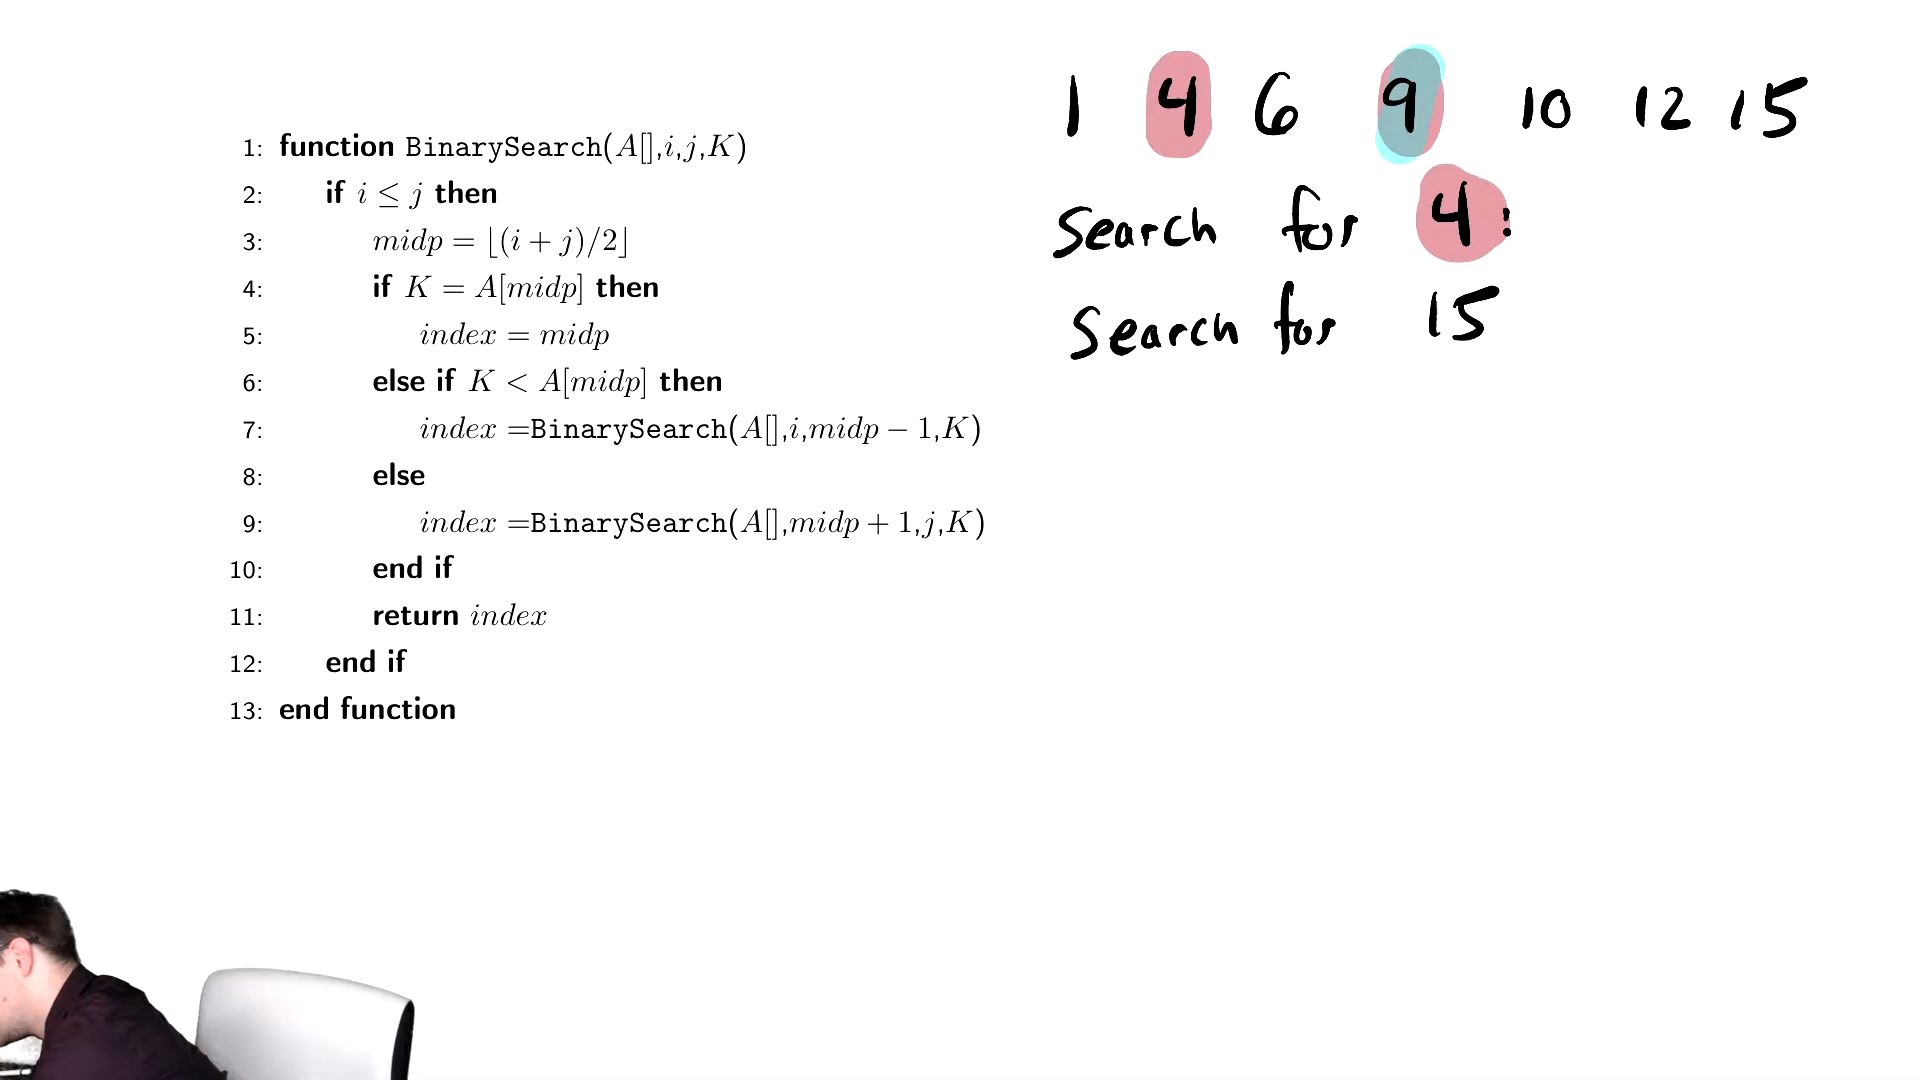 1: function BinarySearch(A[],i,j,K)
2: if i ≤ j then
3: midp = ⌊(i + j)/2⌋
4: if K = A[midp] then
5: index = midp
6: else if K < A[midp] then
7: index =BinarySearch(A[],i,midp − 1,K)
8: else
9: index =BinarySearch(A[],midp + 1,j,K)
10: end if
11: return index
12: end if
13: end function
1 4 6 9 10 12 15
Search for 4:
Search for 15